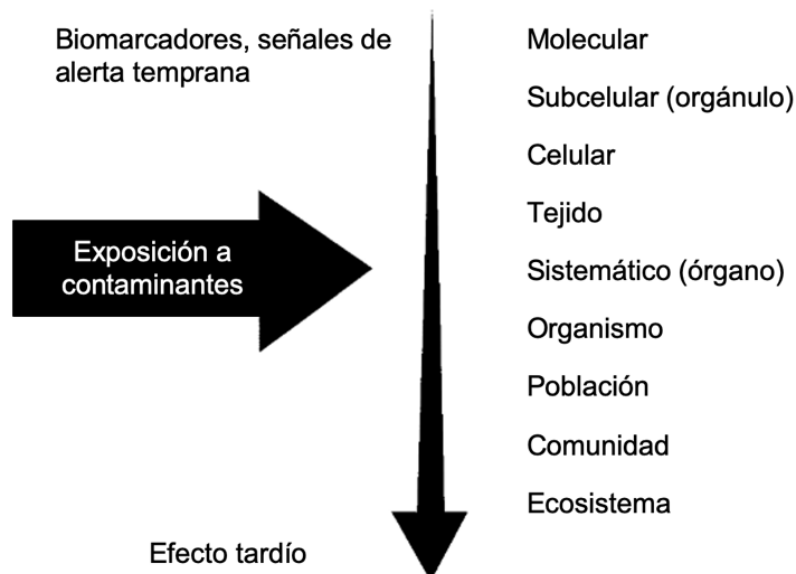 Biomarcadores, señales de
alerta temprana
Exposición a
contaminantes
Efecto tardío
Molecular
Subcelular (orgánulo)
Celular
Tejido
Sistemático (órgano)
Organismo
Población
Comunidad
Ecosistema